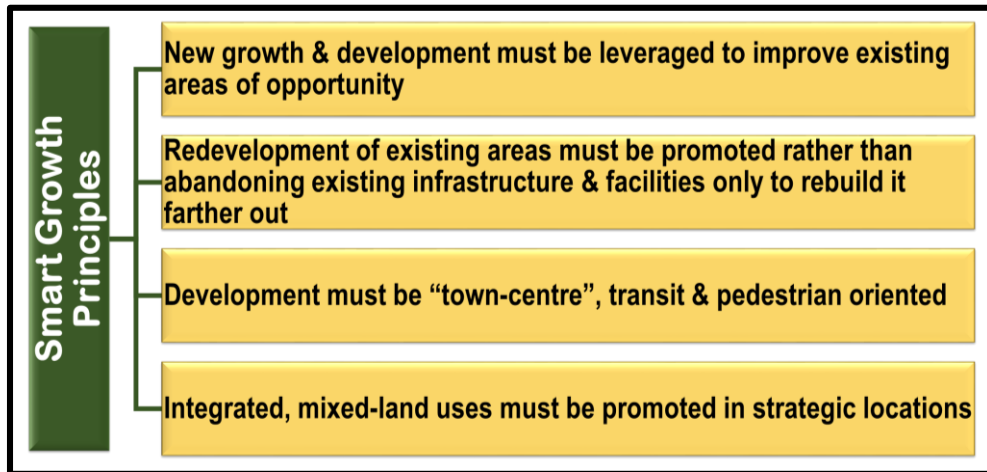 Smart Growth
Principles
New growth & development must be leveraged to improve existing
areas of opportunity
Redevelopment of existing areas must be promoted rather than
abandoning existing infrastructure & facilities only to rebuild it
farther out
Development must be “town-centre”, transit & pedestrian oriented
Integrated, mixed-land uses must be promoted in strategic locations